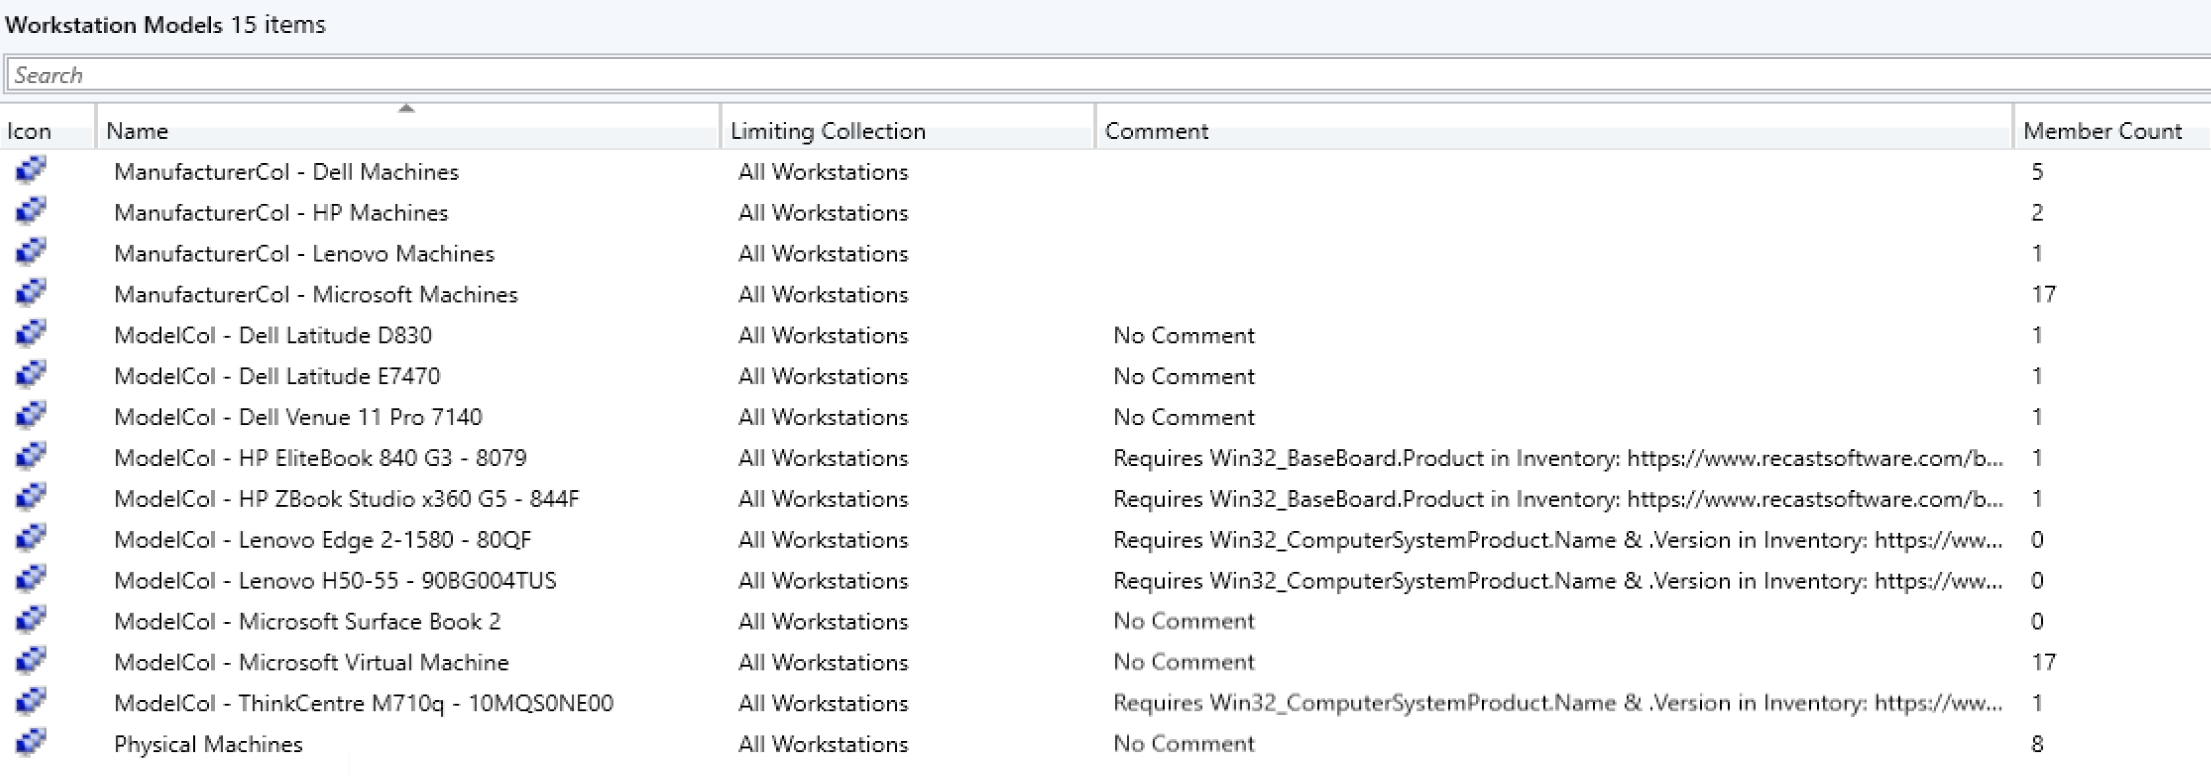 Workstation Models 15 items
Search
Icon Name Limiting Collection Comment Member Count
ManufacturerCol - Dell Machines All Workstations 5
ManufacturerCol - HP Machines All Workstations 2
ManufacturerCol - Lenovo Machines All Workstations 1
ManufacturerCol - Microsoft Machines All Workstations 17
ModelCol - Dell Latitude D830 All Workstations No Comment 1
ModelCol - Dell Latitude E7470 All Workstations No Comment 1
ModelCol - Dell Venue 11 Pro 7140 All Workstations No Comment 1
ModelCol - HP EliteBook 840 G3 - 8079 All Workstations Requires Win32_BaseBoard.Product in Inventory: https://www.recastsoftware.com/b... 1
ModelCol - HP ZBook Studio x360 G5 - 844F All Workstations Requires Win32_BaseBoard.Product in Inventory: https://www.recastsoftware.com/b... 1
ModelCol - Lenovo Edge 2-1580 - 80QF All Workstations Requires Win32_ComputerSystemProduct.Name & .Version in Inventory: https://ww... 0
ModelCol - Lenovo H50-55 - 90BG004TUS All Workstations Requires Win32_ComputerSystemProduct.Name & .Version in Inventory: https://ww... 0
ModelCol - Microsoft Surface Book 2 All Workstations No Comment 0
ModelCol - Microsoft Virtual Machine All Workstations No Comment 17
ModelCol - ThinkCentre M710q - 10MQS0NE00 All Workstations Requires Win32_ComputerSystemProduct.Name & .Version in Inventory: https://ww... 1
Physical Machines All Workstations No Comment 8